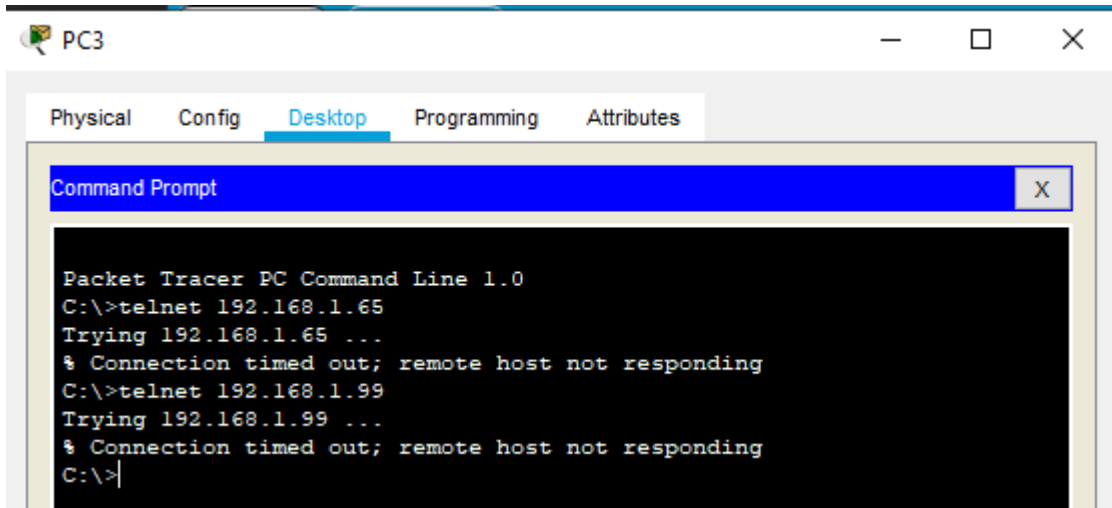 PC3
Physical Config Desktop Programming Attributes
Command Prompt
X
Packet Tracer PC Command Line 1.0
C:\>telnet 192.168.1.65
Trying 192.168.1.65 ...
% Connection timed out; remote host not responding
C:\>telnet 192.168.1.99
Trying 192.168.1.99 ...
% Connection timed out; remote host not responding
C:\>